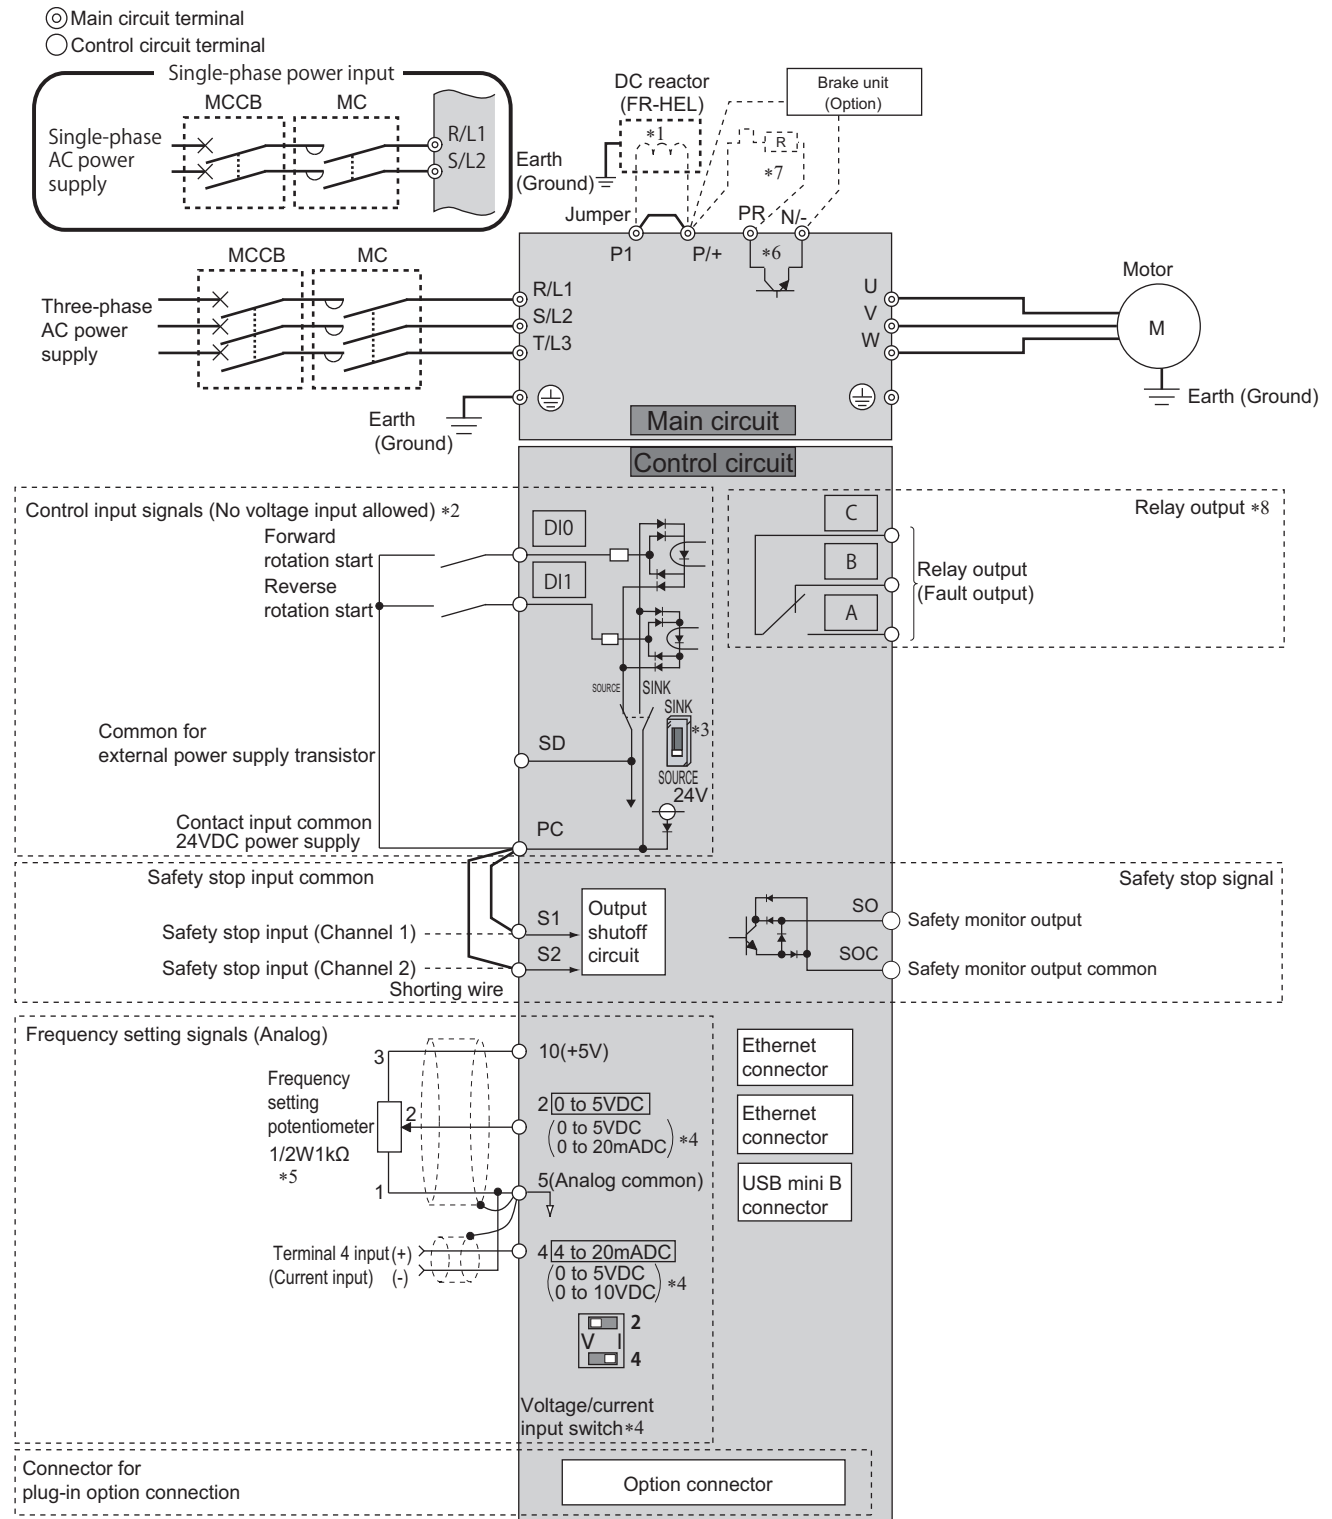 Main circuit terminal
Control circuit terminal
Single-phase power input
MCCB
MC
Single-phase
AC power
supply
R/L1
S/L2
DC reactor
(FR-HEL)
*1
Brake unit
(Option)
R
*7
Earth
(Ground)
Jumper
P1
P/+
PR
N/-
*6
MCCB
MC
Three-phase
AC power
supply
R/L1
S/L2
T/L3
U
V
W
Motor
M
Earth
(Ground)
Earth (Ground)
Main circuit
Control circuit
Control input signals (No voltage input allowed) *2
Forward
rotation start
Reverse
rotation start
DI0
DI1
SOURCE
SINK
SINK
*3
SOURCE
24V
Common for
external power supply transistor
SD
Contact input common
24VDC power supply
PC
Relay output *8
C
B
A
Relay output
(Fault output)
Safety stop input common
Safety stop signal
Safety stop input (Channel 1)
Safety stop input (Channel 2)
Shorting wire
S1
S2
Output
shutoff
circuit
SO
SOC
Safety monitor output
Safety monitor output common
Frequency setting signals (Analog)
3
2
1
Frequency
setting
potentiometer
1/2W1kΩ
*5
10(+5V)
2 0 to 5VDC
(0 to 5VDC
0 to 20mADC) *4
5(Analog common)
Terminal 4 input (+)
(Current input) (-)
4 4 to 20mADC
(0 to 5VDC
0 to 10VDC) *4
2
V I
4
Voltage/current
input switch*4
Ethernet
connector
Ethernet
connector
USB mini B
connector
Connector for
plug-in option connection
Option connector